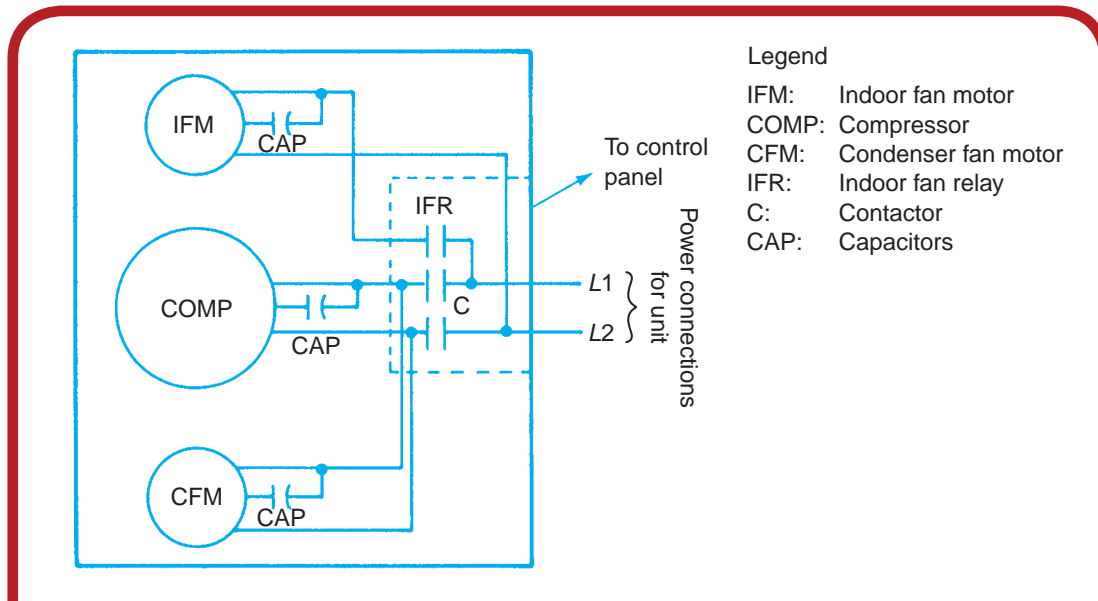 IFM
CAP
COMP
CAP
CFM
CAP
IFR
C
To control
panel
L1
L2
Power connections
for unit
Legend
IFM: Indoor fan motor
COMP: Compressor
CFM: Condenser fan motor
IFR: Indoor fan relay
C: Contactor
CAP: Capacitors